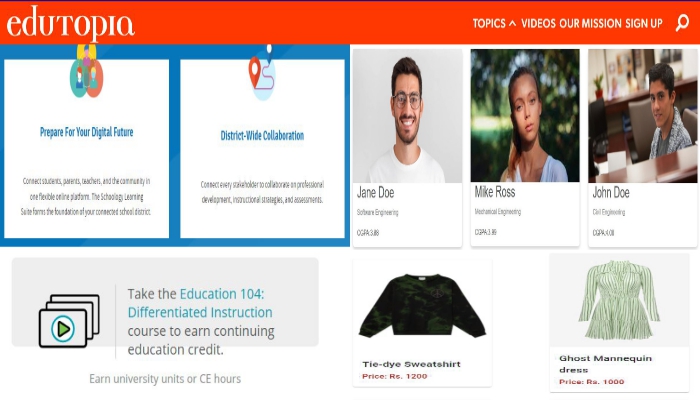 edutopia
TOPICS VIDEOS OUR MISSION SIGN UP
Prepare For Your Digital Future
Connect students, parents, teachers, and the community in
one flexible online platform. The Schoology Learning
Suite forms the foundation of your connected school district.
District-Wide Collaboration
Connect every stakeholder to collaborate on professional
development, instructional strategies, and assessments.
Jane Doe
Software Engineering
CGPA:3.88
Mike Ross
Mechanical Engineering
CGPA:3.99
John Doe
Civil Engineering
CGPA:4.00
Take the Education 104:
Differentiated Instruction
course to earn continuing
education credit.
Earn university units or CE hours
Tie-dye Sweatshirt
Price: Rs. 1200
Ghost Mannequin
dress
Price: Rs. 1000